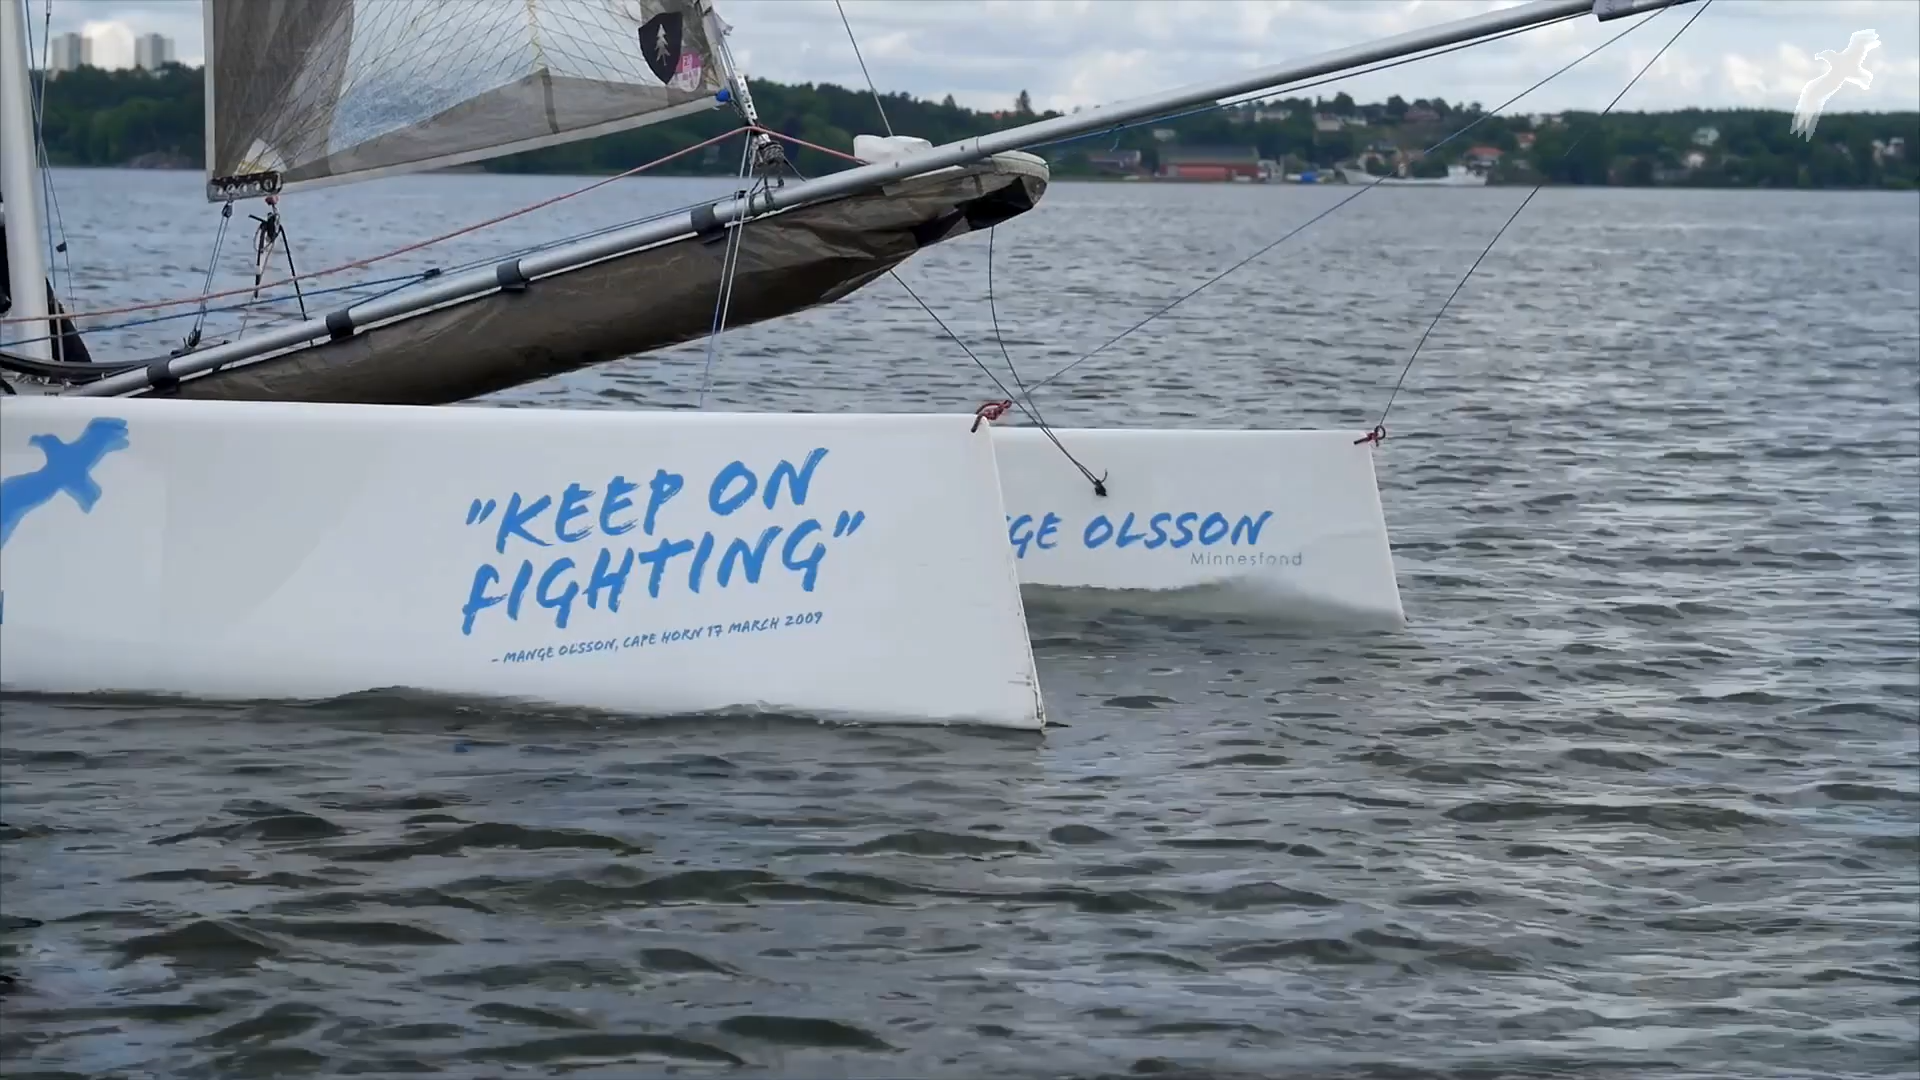 "KEEP ON
FIGHTING"
- MANGE OLSSON, CAPE HORN 17 MARCH 2009
GE OLSSON
Minnesfond